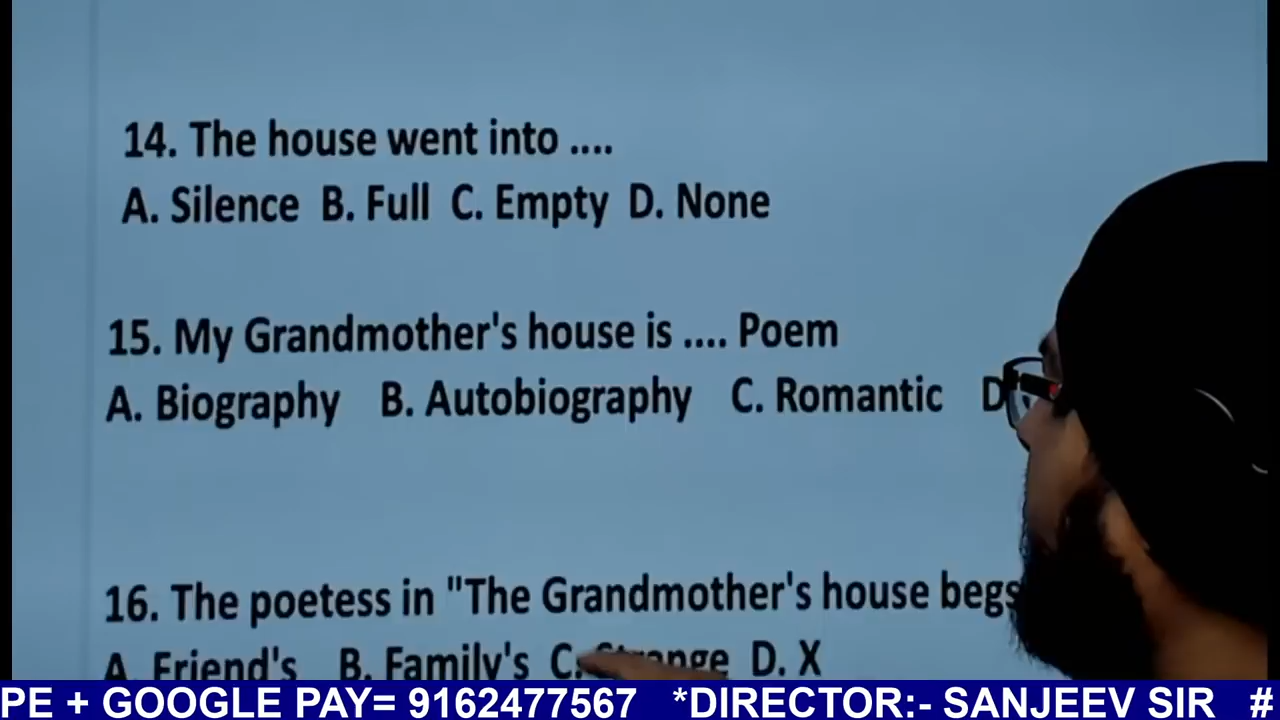 14. The house went into ....
A. Silence B. Full C. Empty D. None
15. My Grandmother's house is .... Poem
A. Biography B. Autobiography C. Romantic D
16. The poetess in "The Grandmother's house begs
A. Friend's B. Family's C. Strange D. X
PE + GOOGLE PAY= 9162477567 *DIRECTOR:- SANJEEV SIR #